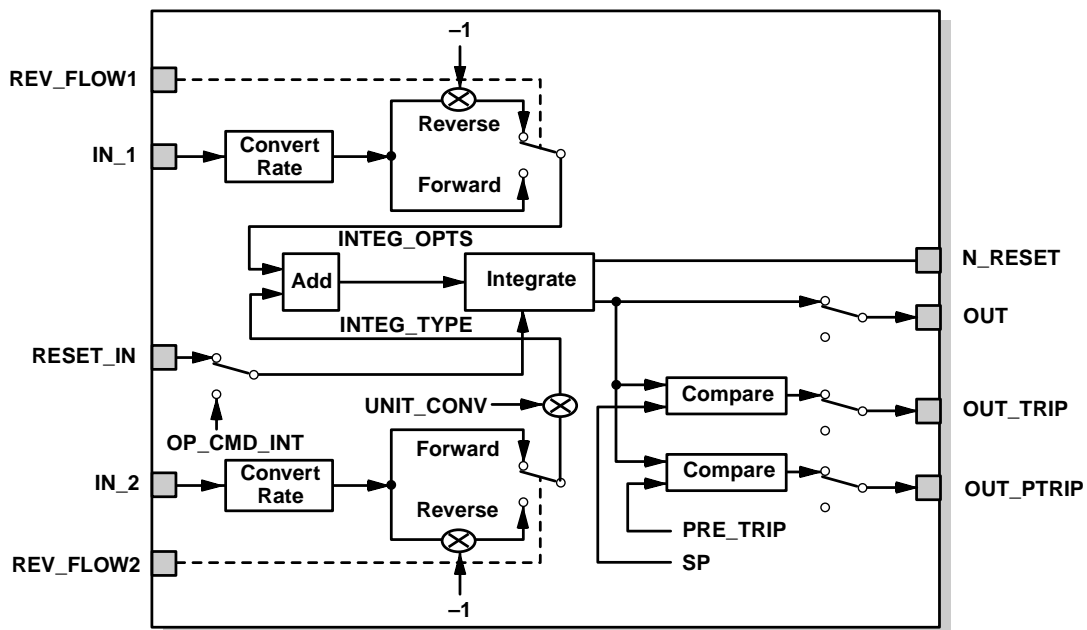 –1
REV_FLOW1
Reverse
IN_1
Convert
Rate
Forward
INTEG_OPTS
N_RESET
Add
Integrate
OUT
INTEG_TYPE
RESET_IN
Compare
UNIT_CONV
OUT_TRIP
OP_CMD_INT
Forward
IN_2
Convert
Rate
Compare
OUT_PTRIP
Reverse
PRE_TRIP
REV_FLOW2
SP
–1